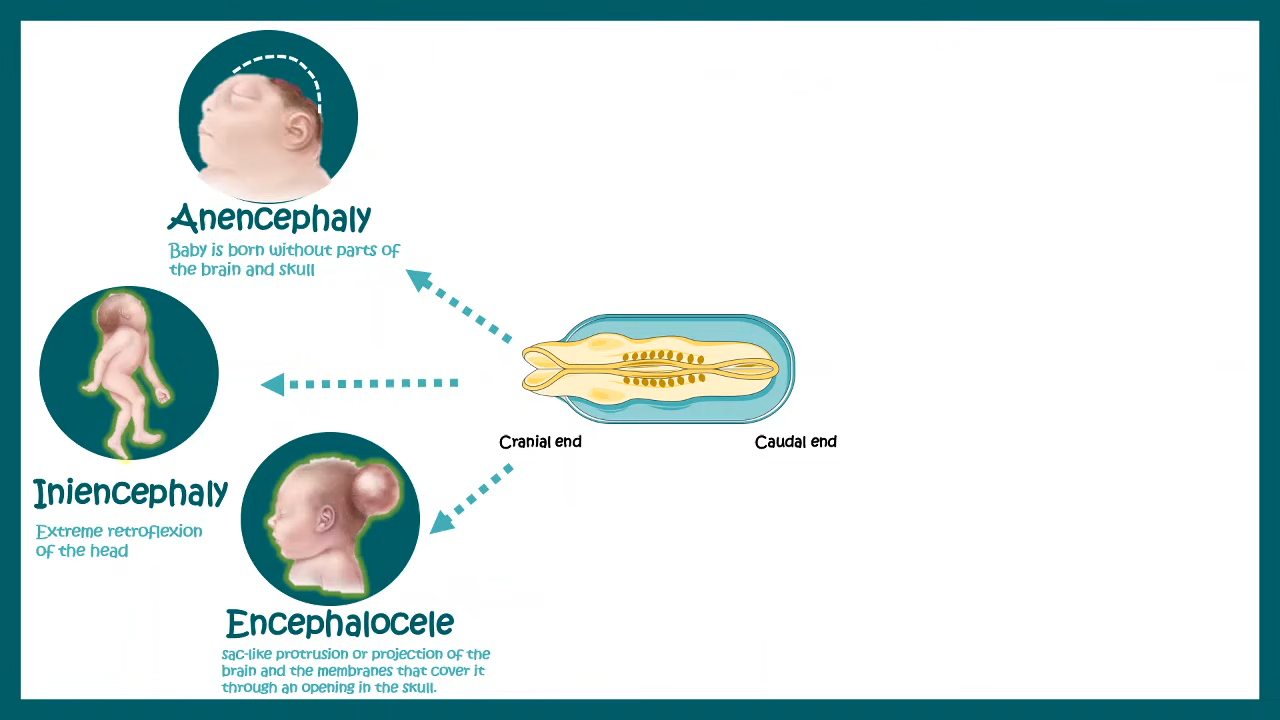 Anencephaly
Baby is born without parts of
the brain and skull
Iniencephaly
Extreme retroflexion
of the head
Encephalocele
sac-like protrusion or projection of the
brain and the membranes that cover it
through an opening in the skull.
Cranial end
Caudal end